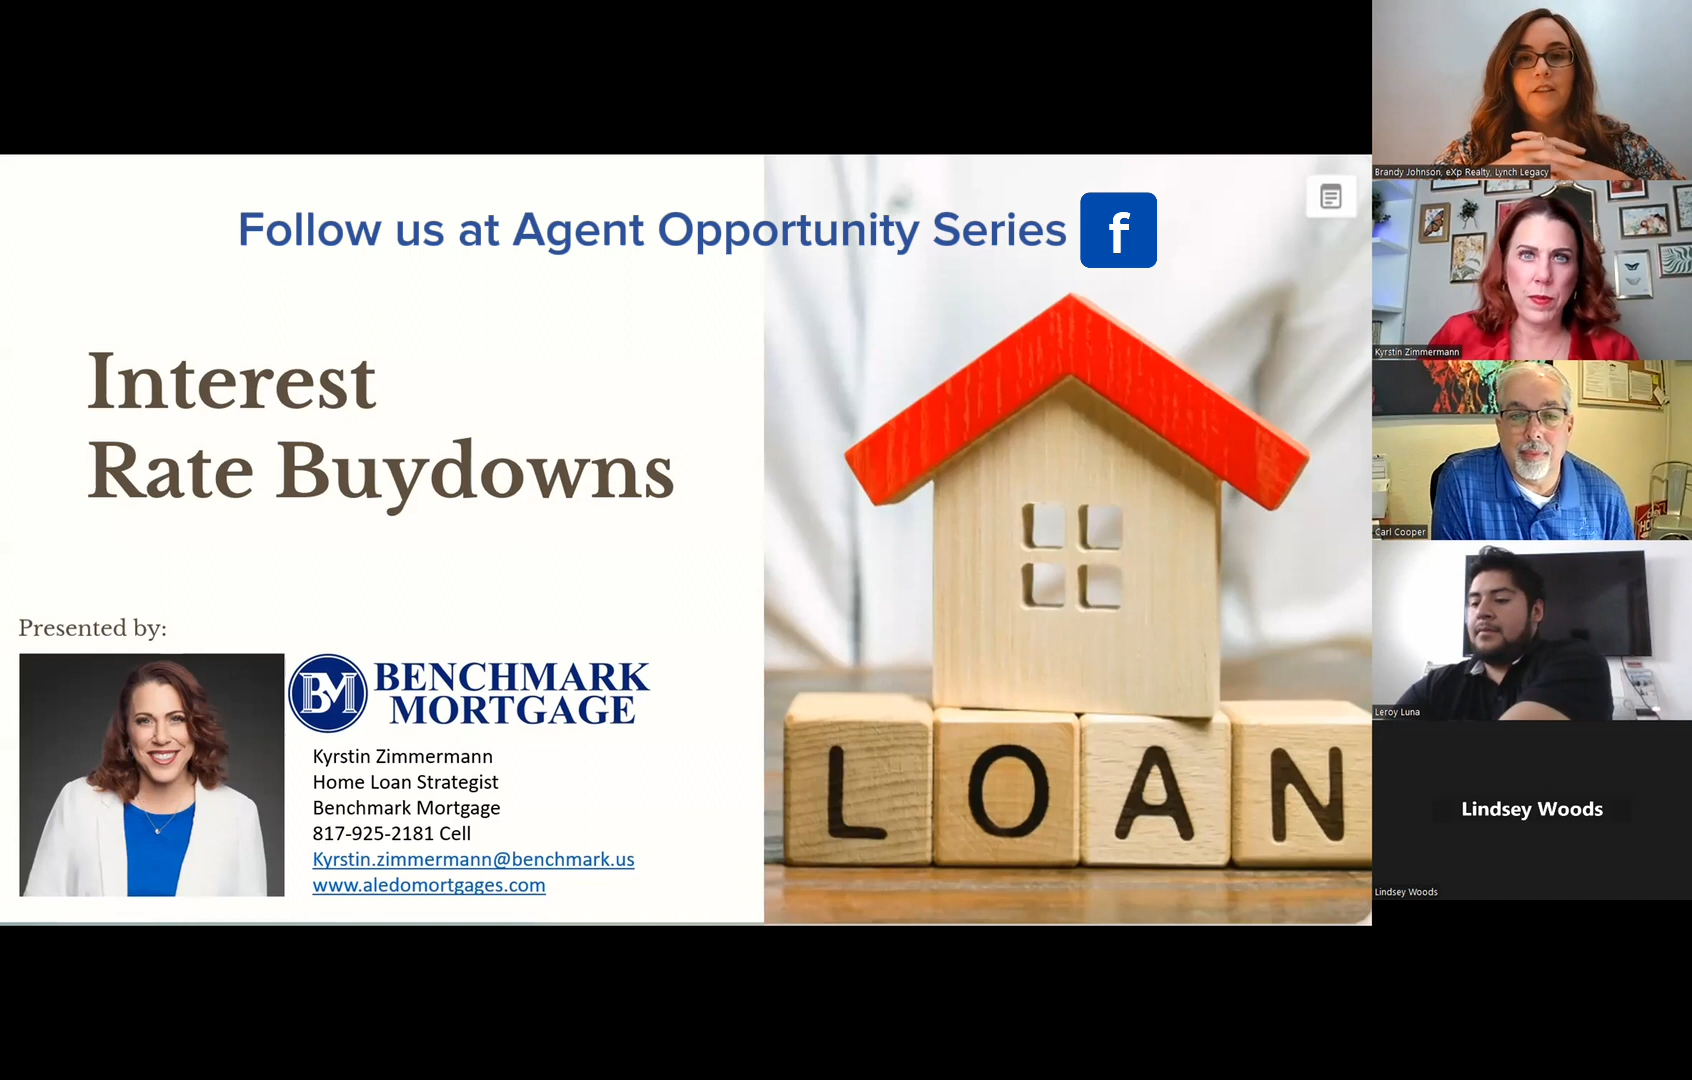 Follow us at Agent Opportunity Series f
Interest
Rate Buydowns
Presented by:
BM BENCHMARK
MORTGAGE
Kyrstin Zimmermann
Home Loan Strategist
Benchmark Mortgage
817-925-2181 Cell
Kyrstin.zimmermann@benchmark.us
www.aledomortgages.com
LOAN
Brandy Johnson, eXp Realty, Lynch Legacy
Kyrstin Zimmermann
Carl Cooper
Leroy Luna
Lindsey Woods
Lindsey Woods